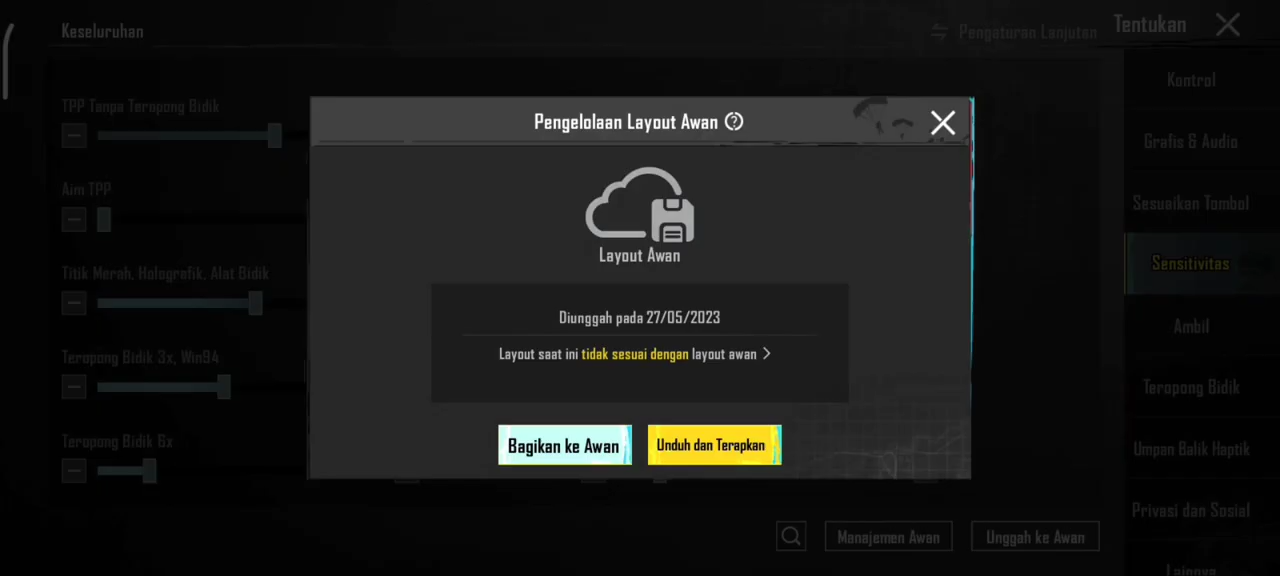 Keseluruhan
Pengaturan Lanjutan
Tentukan
TPP Tanpa Teropong Bidik
Aim TPP
Titik Merah, Holografik, Alat Bidik
Teropong Bidik 3x, Win94
Teropong Bidik 6x
Pengelolaan Layout Awan
Layout Awan
Diunggah pada 27/05/2023
Layout saat ini tidak sesuai dengan layout awan
Bagikan ke Awan
Unduh dan Terapkan
Manajemen Awan
Unggah ke Awan
Kontrol
Grafis & Audio
Sesuaikan Tombol
Sensitivitas
Ambil
Teropong Bidik
Umpan Balik Haptik
Privasi dan Sosial
Lainnya